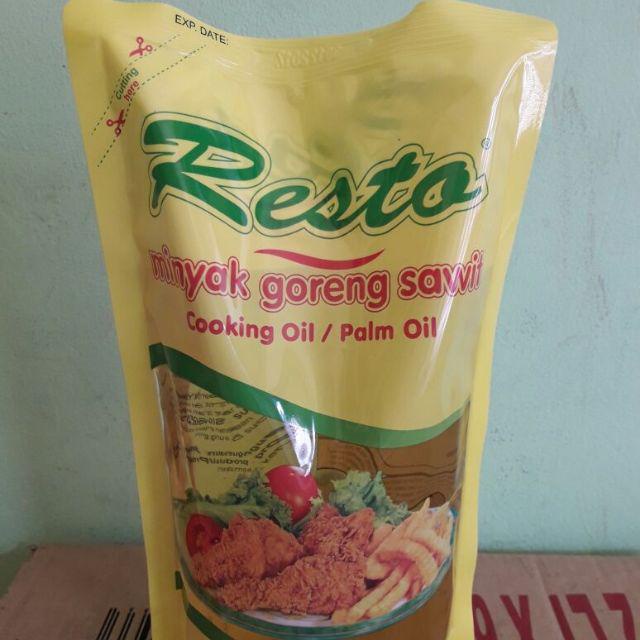 EXP. DATE:
cutting
here
Resto®
minyak goreng sawit
Cooking Oil / Palm Oil